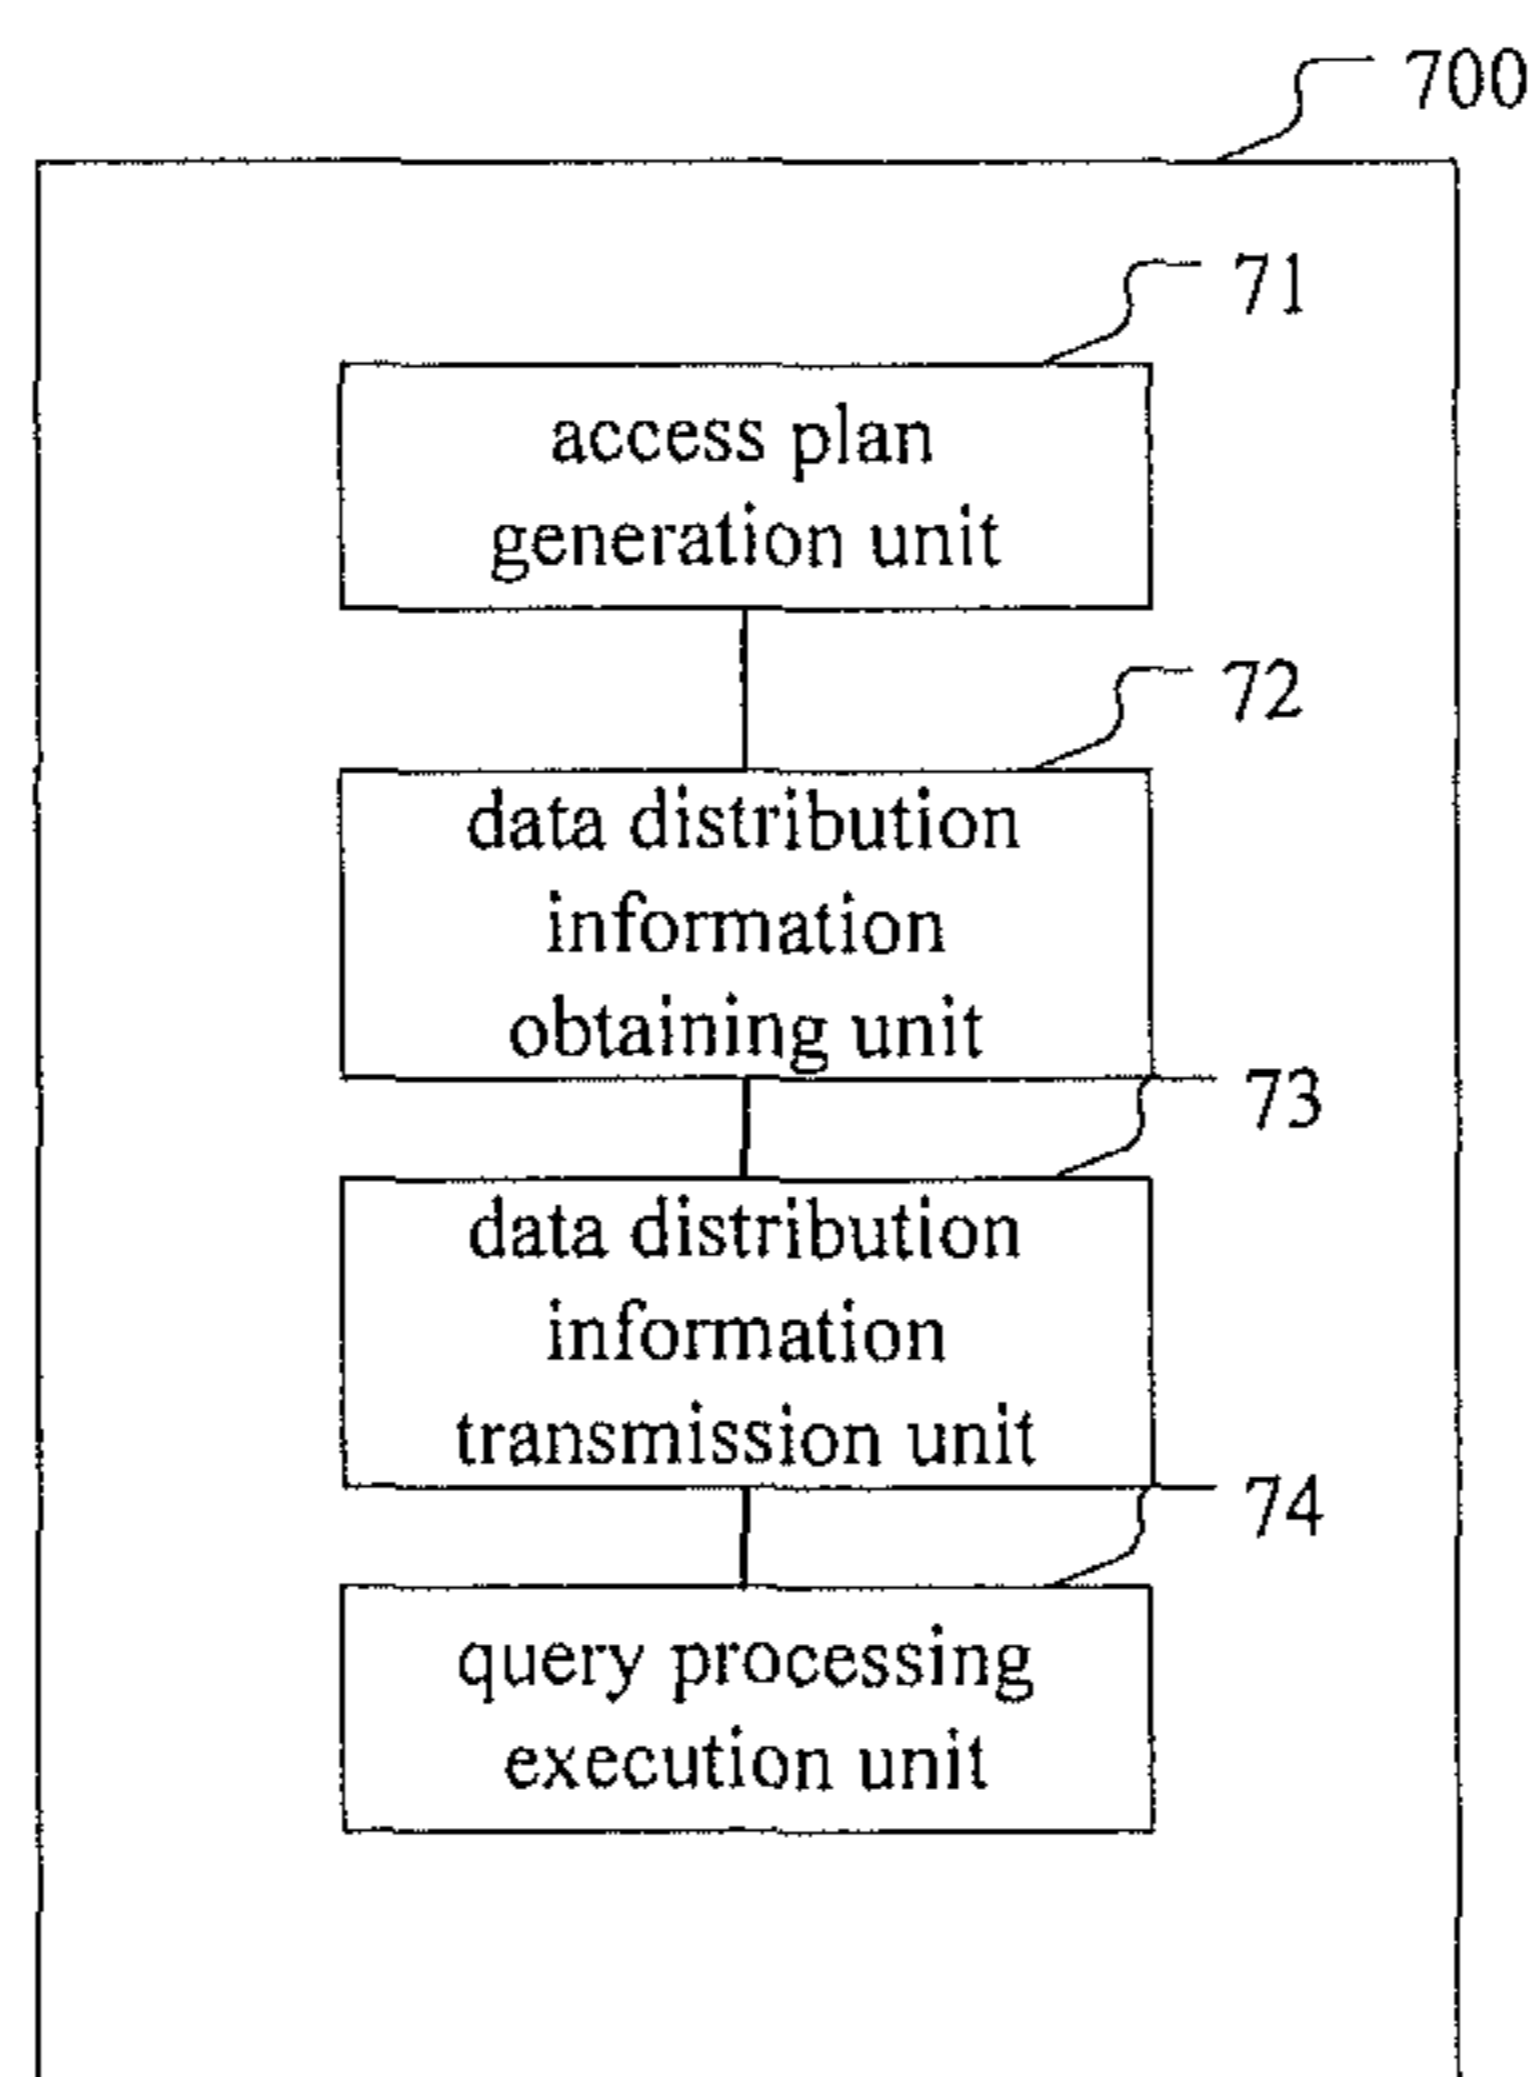 700
71
access plan
generation unit
72
data distribution
information
obtaining unit
73
data distribution
information
transmission unit
74
query processing
execution unit